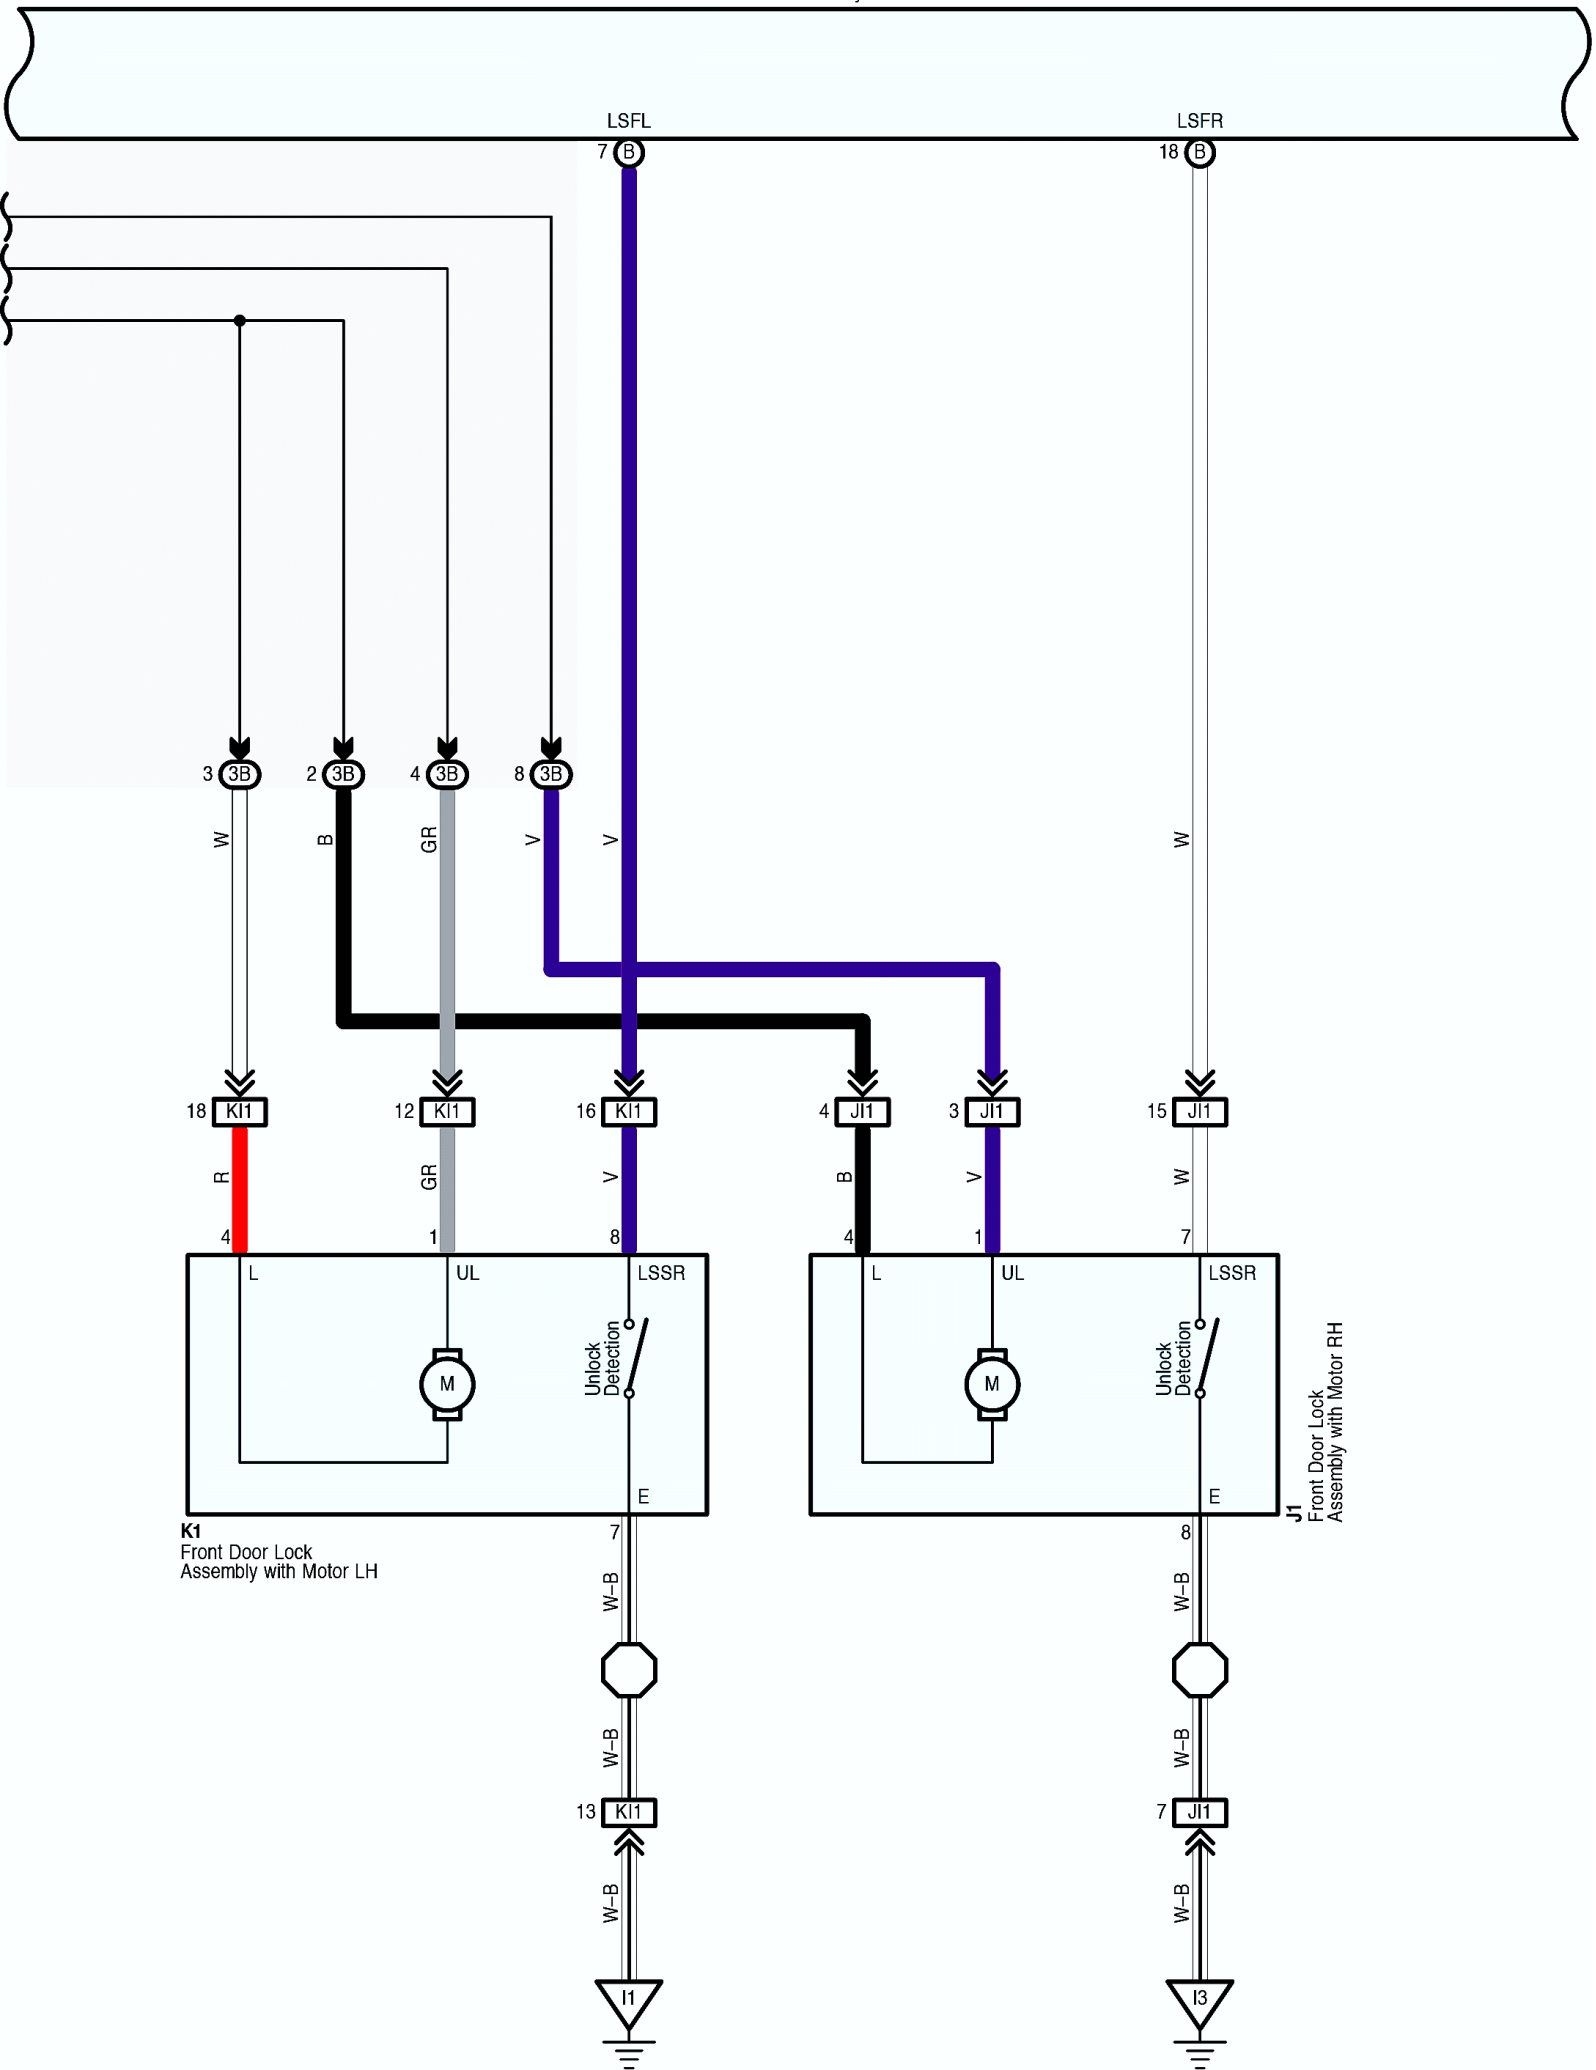 LSFL
LSFR
7 B
18 B
3 3B
2 3B
4 3B
8 3B
W
B
GR
V
V
W
18 KI1
12 KI1
16 KI1
4 JI1
3 JI1
15 JI1
R
GR
V
B
V
W
4
1
8
4
1
7
L
UL
LSSR
L
UL
LSSR
M
Unlock
Detection
M
Unlock
Detection
E
E
K1
Front Door Lock
Assembly with Motor LH
J1
Front Door Lock
Assembly with Motor RH
7
8
W-B
W-B
W-B
W-B
13 KI1
7 JI1
W-B
W-B
I1
I3